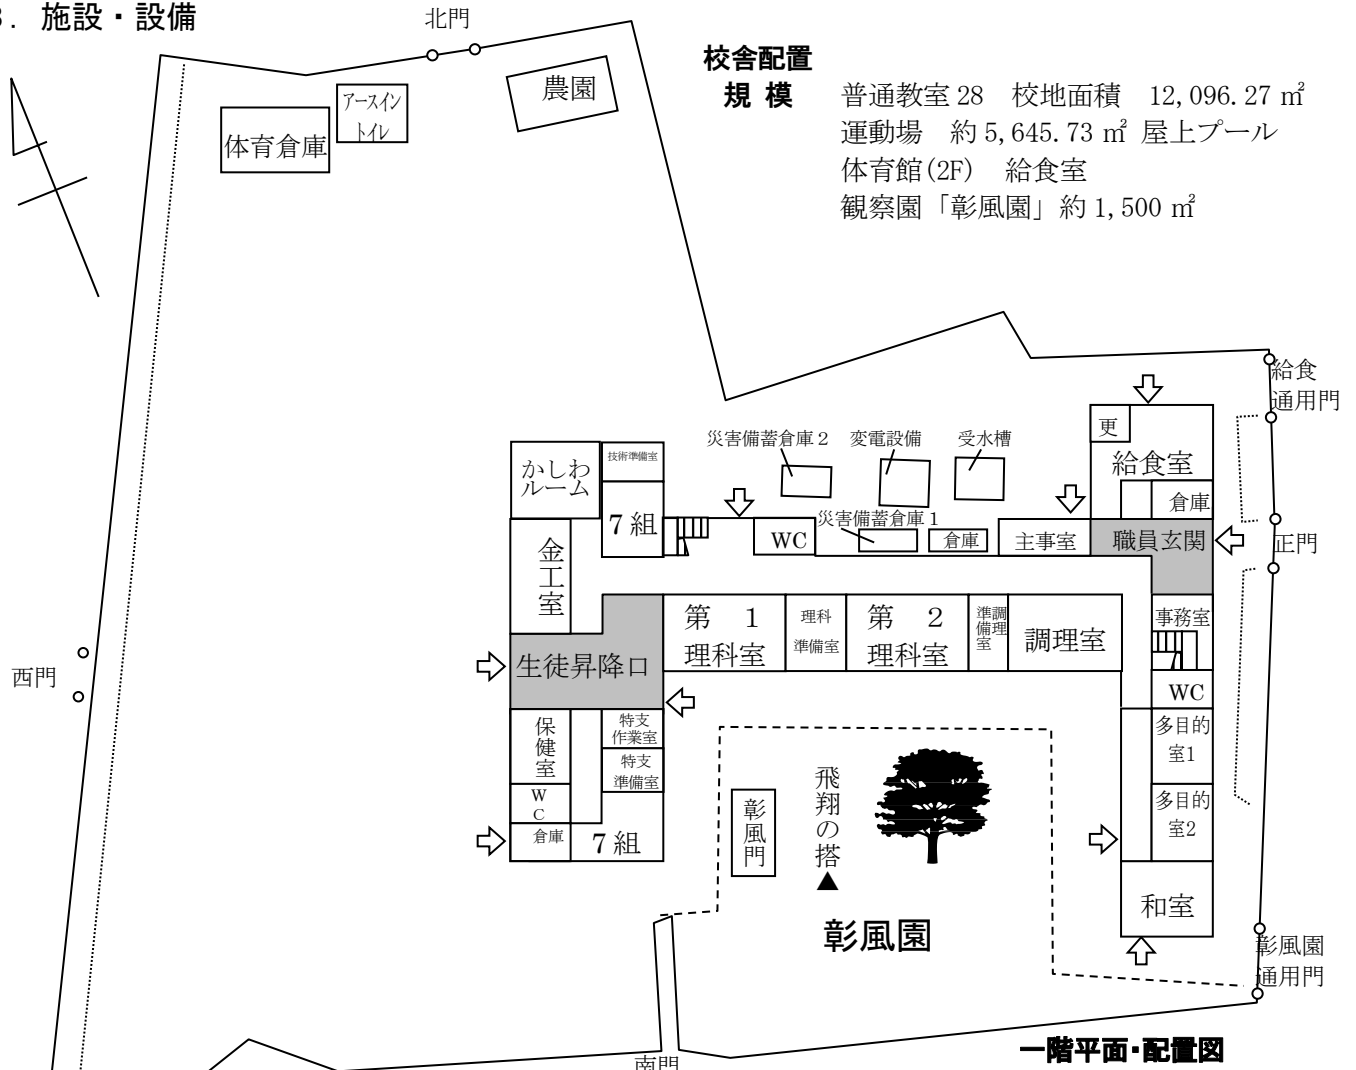 3. 施設・設備
北門
校舎配置
規 模
普通教室 28 校地面積 12,096.27 ㎡
運動場 約 5,645.73 ㎡ 屋上プール
体育館(2F) 給食室
観察園「彰風園」約 1,500 ㎡
アースイン
トイレ
体育倉庫
農園
給食
通用門
更
給食室
倉庫
職員玄関
正門
災害備蓄倉庫２
変電設備
受水槽
かしわ
ルーム
技術準備室
7 組
WC
災害備蓄倉庫１
倉庫
主事室
金工室
第 1
理科室
理科
準備室
第 2
理科室
調理
準備室
調理室
事務室
生徒昇降口
西門
WC
保健室
特支
作業室
特支
準備室
W
C
倉庫
7 組
多目的
室1
多目的
室2
和室
彰風門
飛翔の搭
▲
彰風園
彰風園
通用門
南門
一階平面・配置図